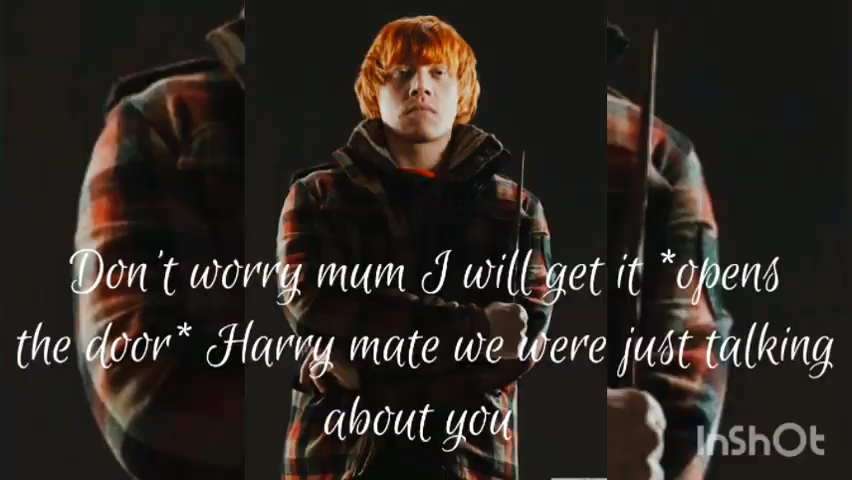 Don't worry mum I will get it *opens
the door* Harry mate we were just talking
about you
InShOt